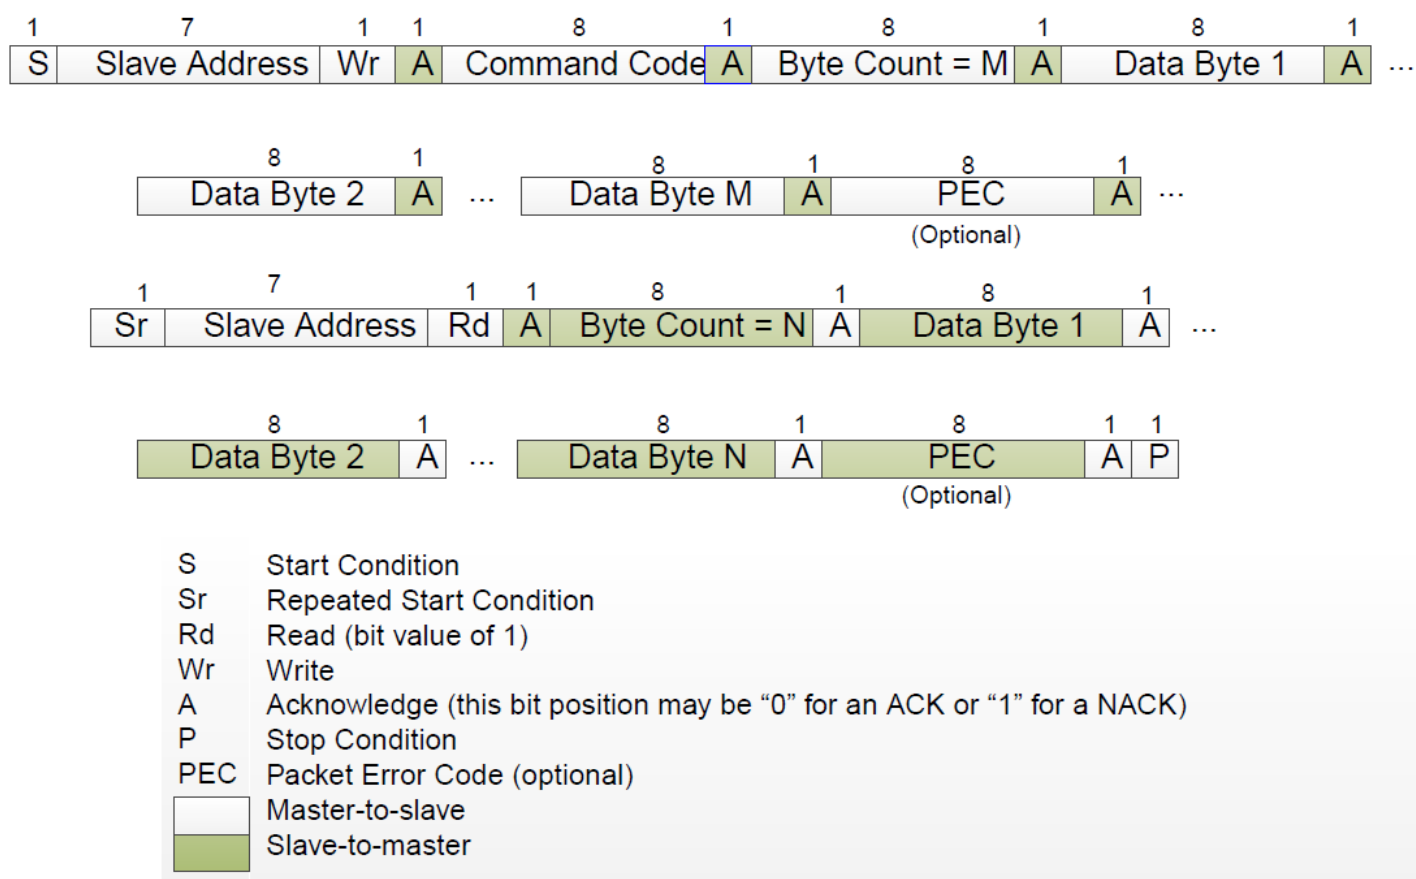 1 7 1 1 8 1 8 1 8 1
S Slave Address Wr A Command Code A Byte Count = M A Data Byte 1 A ...
8 1 8 1 8 1
Data Byte 2 A ... Data Byte M A PEC A ...
(Optional)
1 7 1 1 8 1 8 1
Sr Slave Address Rd A Byte Count = N A Data Byte 1 A ...
8 1 8 1 8 1 1
Data Byte 2 A ... Data Byte N A PEC A P
(Optional)
S Start Condition
Sr Repeated Start Condition
Rd Read (bit value of 1)
Wr Write
A Acknowledge (this bit position may be “0” for an ACK or “1” for a NACK)
P Stop Condition
PEC Packet Error Code (optional)
Master-to-slave
Slave-to-master